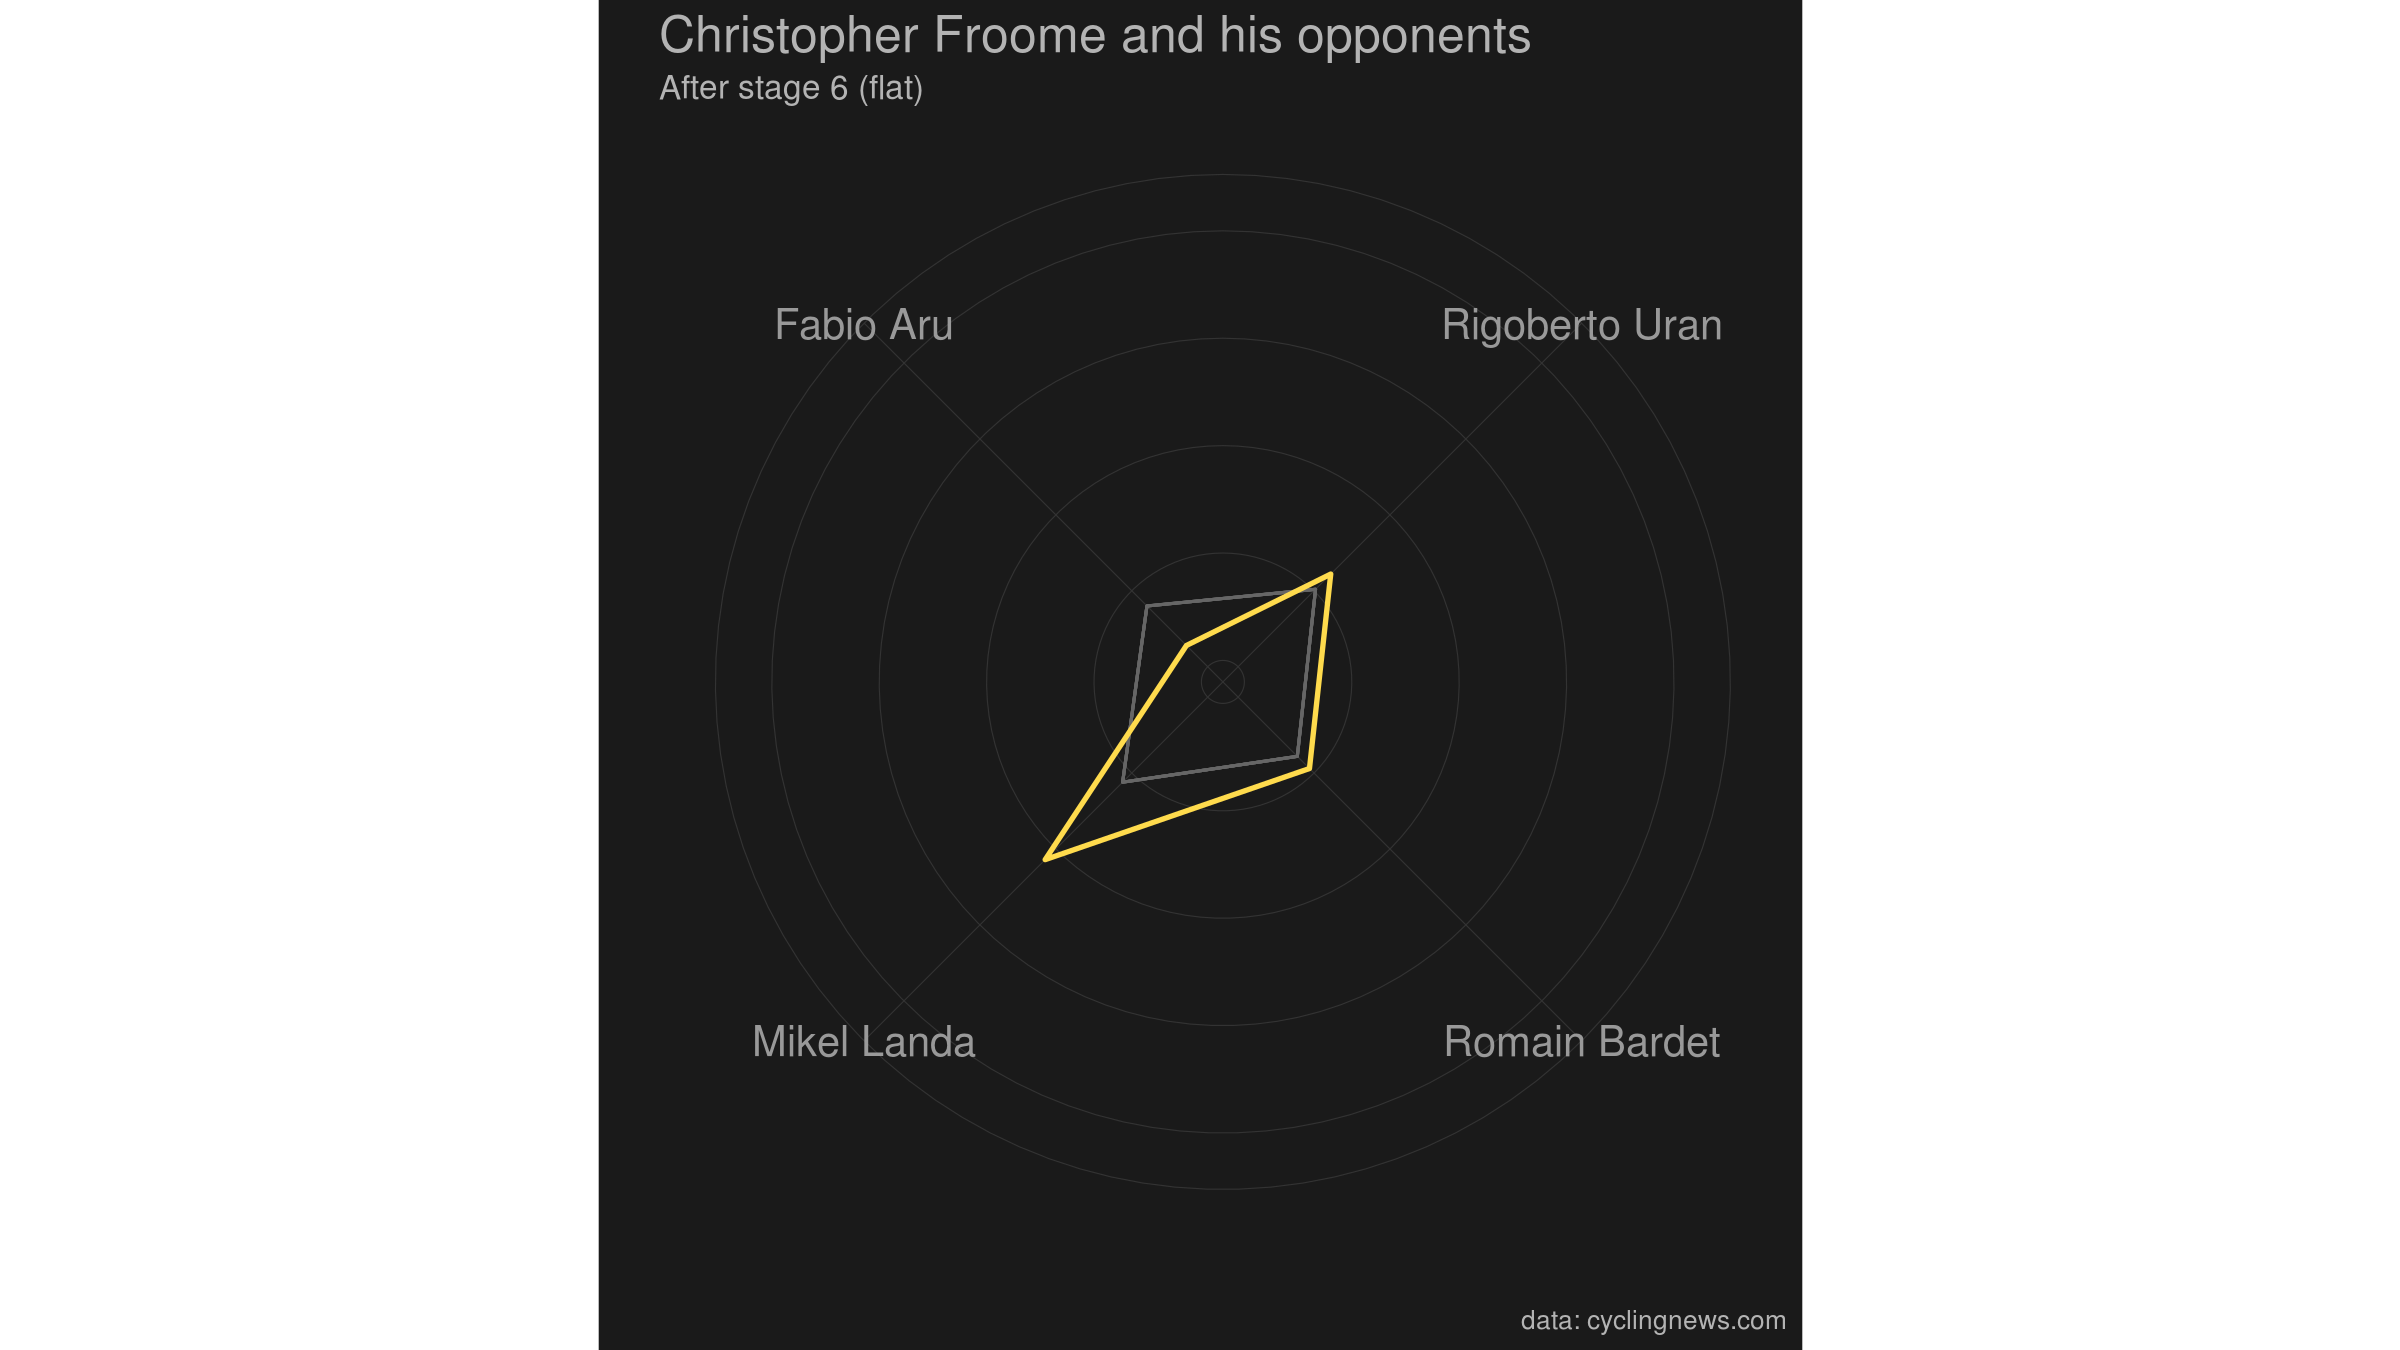 Christopher Froome and his opponents
After stage 6 (flat)
Fabio Aru
Rigoberto Uran
Mikel Landa
Romain Bardet
data: cyclingnews.com